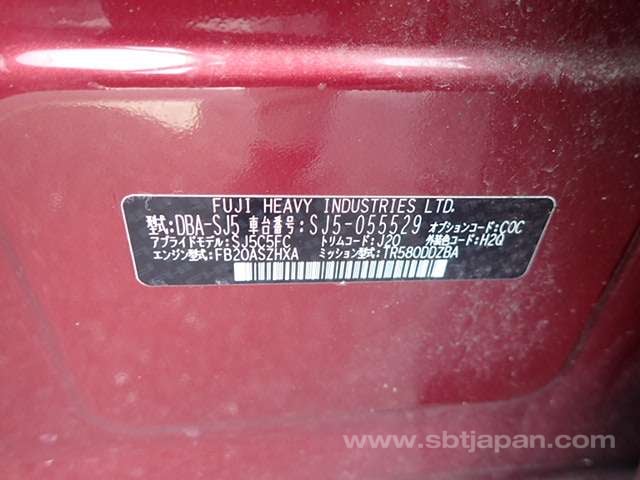 FUJI HEAVY INDUSTRIES LTD.
型式:DBA-SJ5 車台番号:SJ5-055529 オプションコード:C0C
アプライドモデル:SJ5C5FC トリムコード:J20 外装色コード:H2Q
エンジン型式:FB20ASZHXA ミッション型式:TR580DDZBA
www.sbtjapan.com